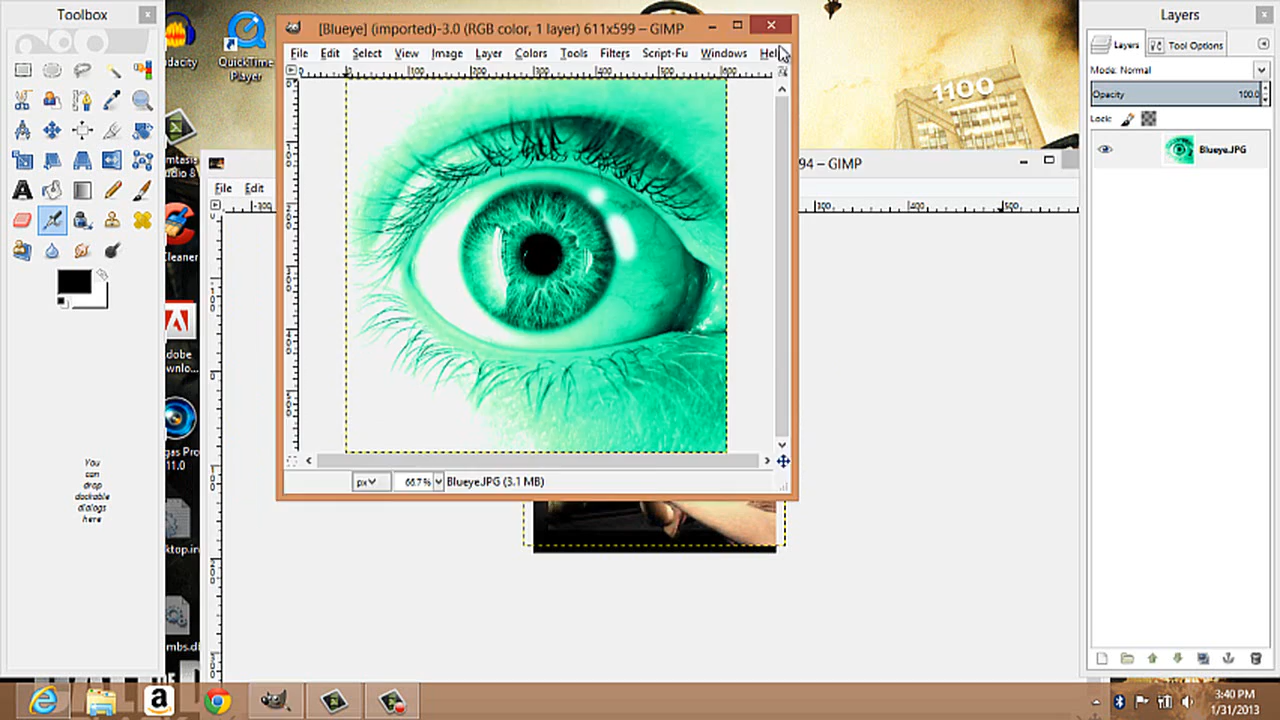 Toolbox
You
can
drop
dockable
dialogs
here
QuickTime
Player
[Blueye] (imported)-3.0 (RGB color, 1 layer) 611x599 – GIMP
File Edit Select View Image Layer Colors Tools Filters Script-Fu Windows Help
px 66.7% Blueye.JPG (3.1 MB)
94 – GIMP
File Edit
1100
Layers
Layers Tool Options
Mode: Normal
Opacity 100.0
Lock:
Blueye.JPG
3:40 PM
1/31/2013